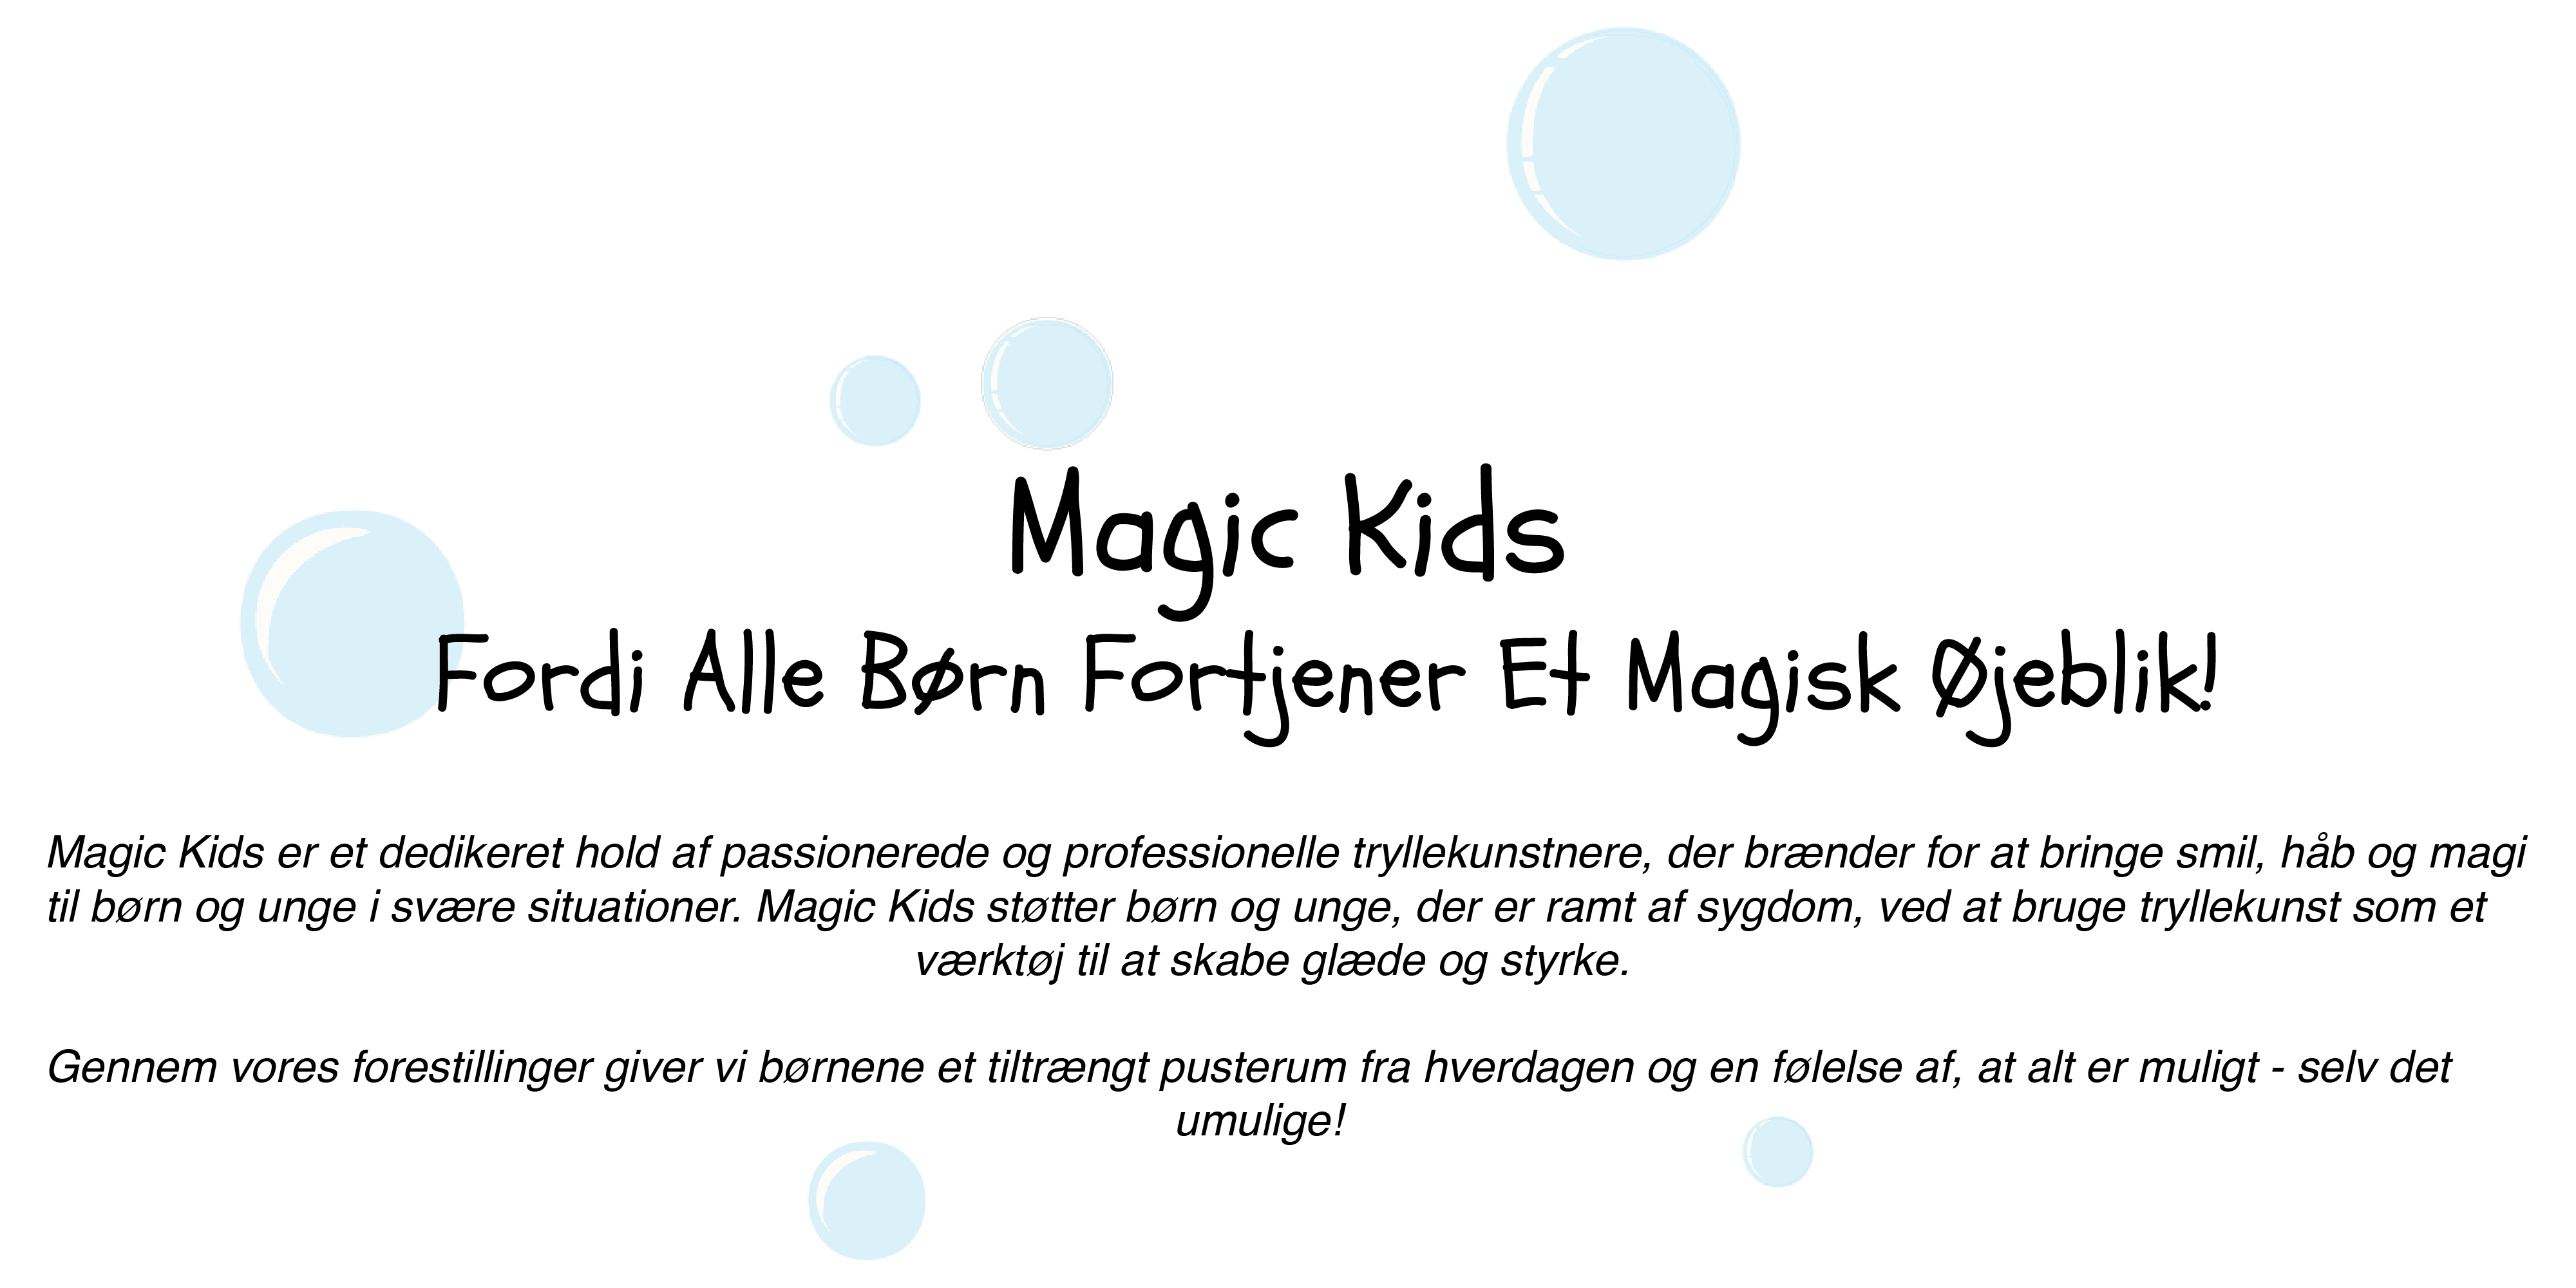 Magic Kids
Fordi Alle Børn Fortjener Et Magisk Øjeblik!
Magic Kids er et dedikeret hold af passionerede og professionelle tryllekunstnere, der brænder for at bringe smil, håb og magi
til børn og unge i svære situationer. Magic Kids støtter børn og unge, der er ramt af sygdom, ved at bruge tryllekunst som et
værktøj til at skabe glæde og styrke.
Gennem vores forestillinger giver vi børnene et tiltrængt pusterum fra hverdagen og en følelse af, at alt er muligt - selv det
umulige!